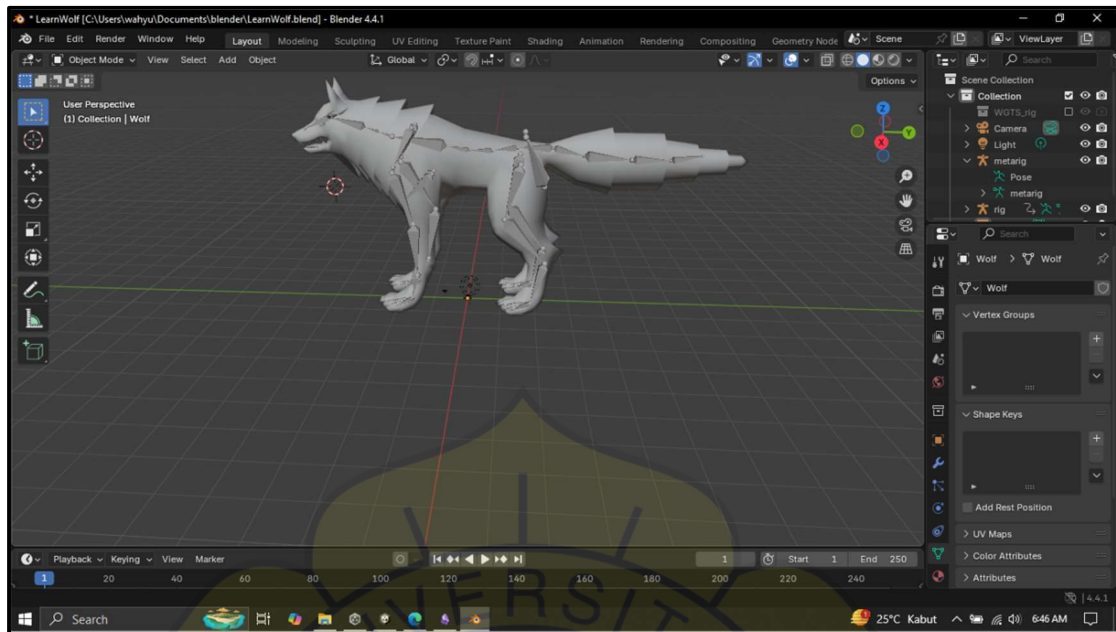 * LearnWolf [C:\Users\wahyu\Documents\blender\LearnWolf.blend] - Blender 4.4.1
File Edit Render Window Help Layout Modeling Sculpting UV Editing Texture Paint Shading Animation Rendering Compositing Geometry Node Scene ViewLayer
Object Mode View Select Add Object Global Search
Options
User Perspective
(1) Collection | Wolf
Z
Y
X
Scene Collection
Collection
WGTS_rig
Camera
Light
metarig
Pose
metarig
rig
Search
Wolf > Wolf
Wolf
Vertex Groups
Shape Keys
Add Rest Position
UV Maps
Color Attributes
Attributes
Playback Keying View Marker 1 Start 1 End 250
1 20 40 60 80 100 120 140 160 180 200 220 240
4.4.1
VERSIT
Search 25°C Kabut 6:46 AM